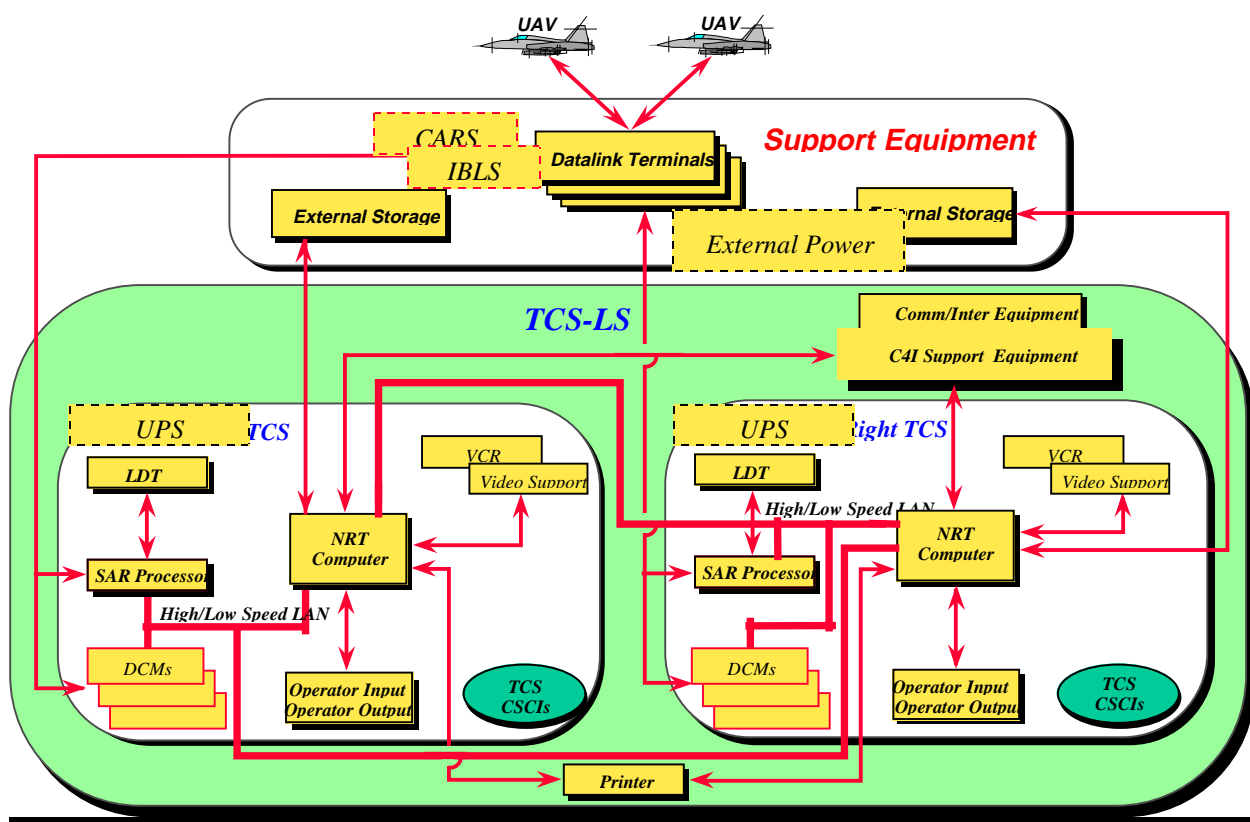 UAV
UAV
Support Equipment
CARS
IBLS
Datalink Terminals
External Storage
External Storage
External Power
TCS-LS
Comm/Inter Equipment
C4I Support Equipment
UPS
TCS
LDT
VCR
Video Support
NRT
Computer
SAR Processor
High/Low Speed LAN
DCMs
Operator Input
Operator Output
TCS
CSCIs
UPS
Right TCS
LDT
VCR
Video Support
High/Low Speed LAN
NRT
Computer
SAR Processor
DCMs
Operator Input
Operator Output
TCS
CSCIs
Printer